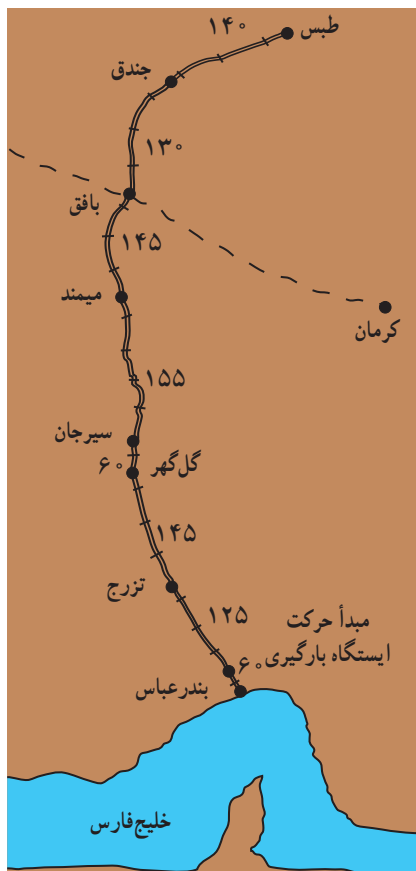 طبس
۱۴۰
جندق
۱۳۰
بافق
۱۴۵
میمند
کرمان
۱۵۵
سیرجان
گل‌گهر
۶۰
۱۴۵
تزرج
۱۲۵
مبدأ حرکت
ایستگاه بارگیری
۶۰
بندرعباس
خلیج‌فارس